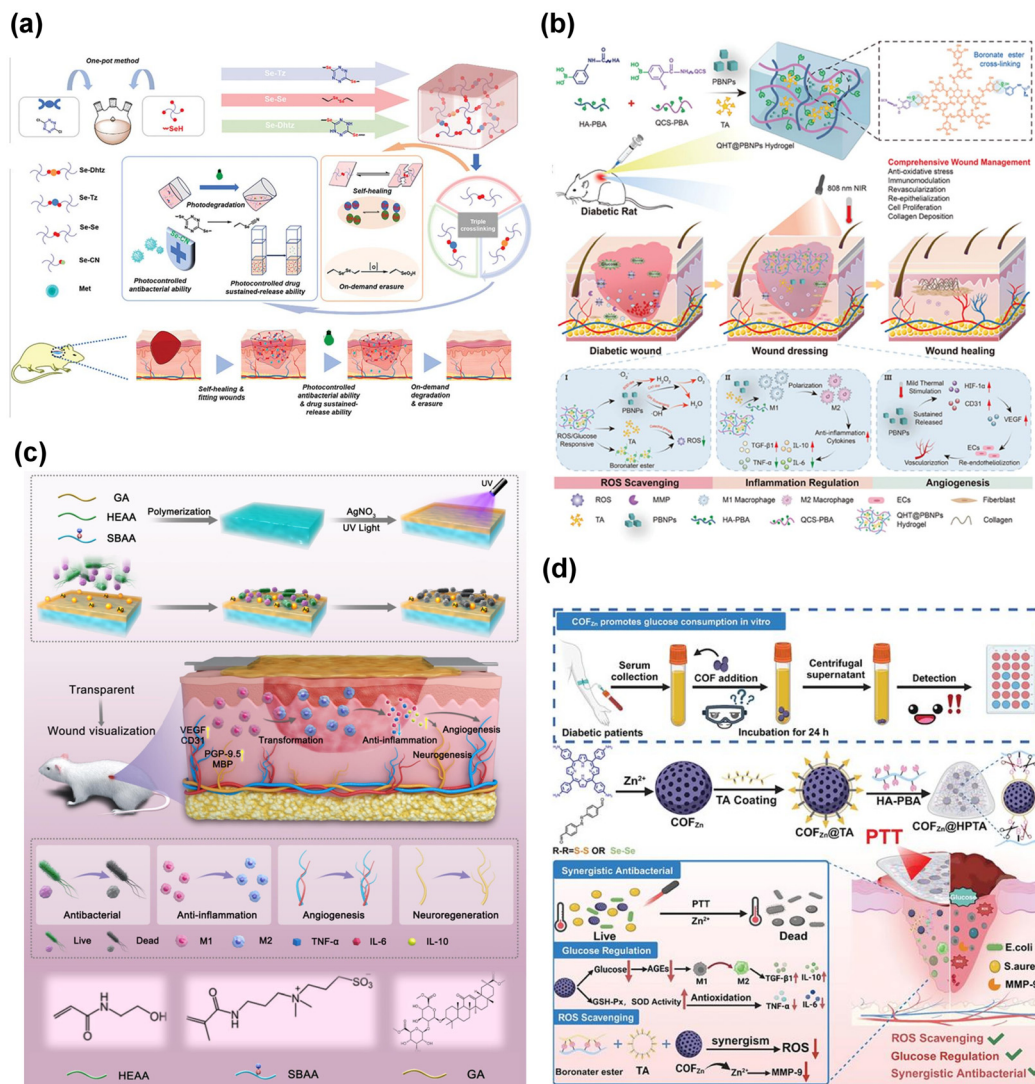 (a)
One-pot method
Se-Tz
Se-Se
Se-Dhtz
SeH
Se-Dhtz
Se-Tz
Se-Se
Se-CN
Met
Photodegradation
Se-CN
Photocontrolled
antibacterial ability
Photocontrolled drug
sustained-release ability
Self-healing
[O]
SeO₂H
On-demand erasure
Triple
crosslinking
Self-healing &
fitting wounds
Photocontrolled
antibacterial ability
& drug sustained-
release ability
On-demand
degradation
& erasure
(b)
HA-PBA
QCS-PBA
PBNPs
TA
QHT@PBNPs Hydrogel
Boronate ester
cross-linking
Diabetic Rat
808 nm NIR
Comprehensive Wound Management
Anti-oxidative stress
Immunomodulation
Revascularization
Re-epithelialization
Cell Proliferation
Collagen Deposition
Diabetic wound
Wound dressing
Wound healing
I
ROS/Glucose
Responsive
PBNPs
TA
Boronater ester
H₂O₂
O₂
H₂O
OH
ROS
II
M1
Polarization
M2
Anti-inflammation
Cytokines
TGF-β1
IL-10
TNF-α
IL-6
III
Mild Thermal
Stimulation
PBNPs
Sustained
Released
HIF-1α
CD31
VEGF
ECs
Re-endothelialization
Vascularization
ROS Scavenging
Inflammation Regulation
Angiogenesis
ROS
MMP
M1 Macrophage
M2 Macrophage
ECs
Fiberblast
TA
PBNPs
HA-PBA
QCS-PBA
QHT@PBNPs
Hydrogel
Collagen
(c)
GA
HEAA
SBAA
Polymerization
AgNO₃
UV Light
UV
Transparent
Wound visualization
VEGF
CD31
PGP-9.5
MBP
Transformation
Anti-inflammation
Angiogenesis
Neurogenesis
Antibacterial
Anti-inflammation
Angiogenesis
Neuroregeneration
Live
Dead
M1
M2
TNF-α
IL-6
IL-10
HEAA
SBAA
GA
(d)
COFZn promotes glucose consumption in vitro
Serum
collection
COF addition
Centrifugal
supernatant
Detection
Diabetic patients
Incubation for 24 h
Zn²⁺
COFZn
TA Coating
COFZn@TA
HA-PBA
COFZn@HPTA
R-R=S-S OR Se-Se
PTT
Synergistic Antibacterial
Live
PTT
Zn²⁺
Dead
Glucose Regulation
Glucose
AGEs
M1
M2
TGF-β1
IL-10
GSH-Px, SOD Activity
Antioxidation
TNF-α
IL-6
ROS Scavenging
Boronater ester
TA
COFZn
synergism
ROS
Zn²⁺
MMP-9
Glucose
E.coli
S.aure
MMP-9
ROS Scavenging
Glucose Regulation
Synergistic Antibacterial